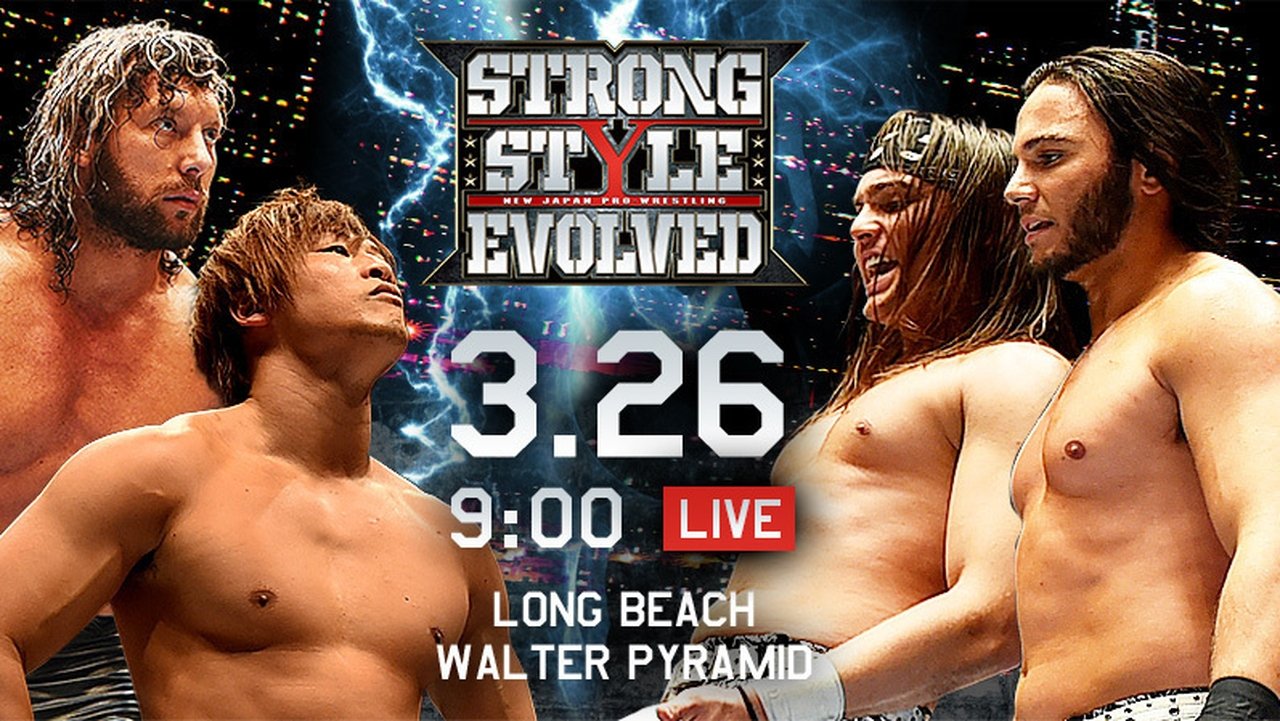 STRONG
STYLE
NEW JAPAN PRO-WRESTLING
EVOLVED
3.26
9:00 LIVE
LONG BEACH
WALTER PYRAMID